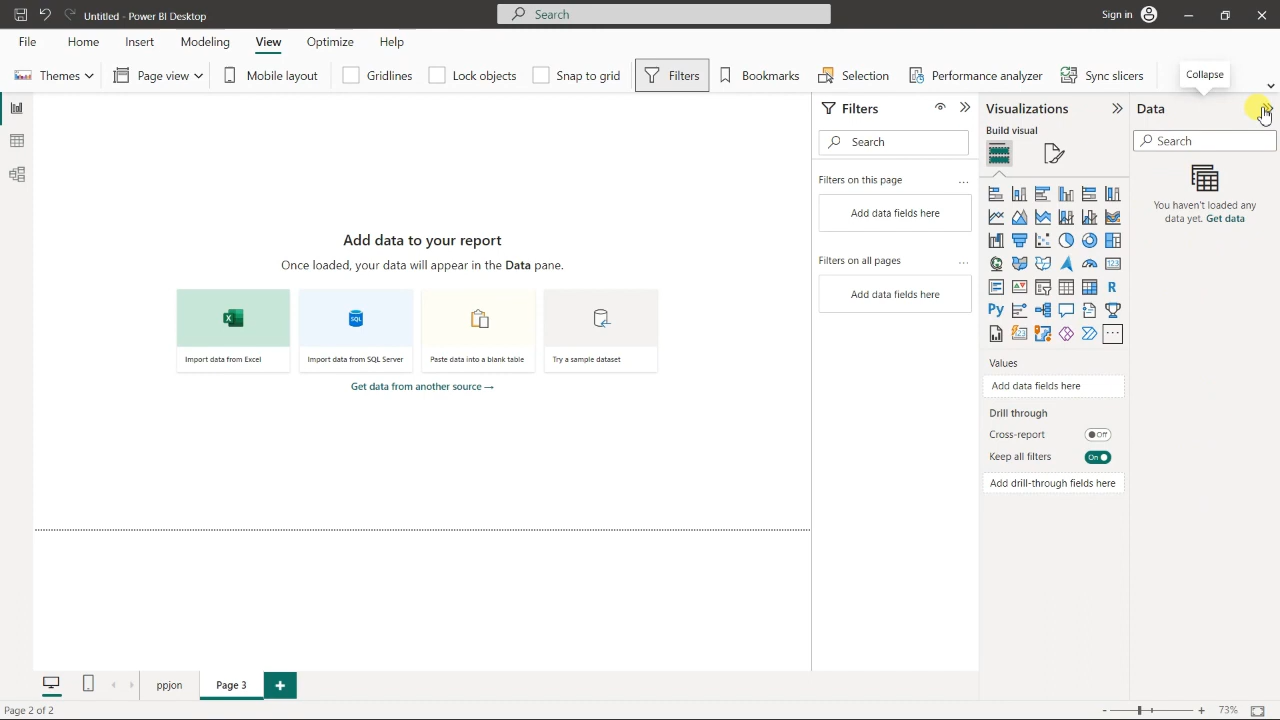 Untitled - Power BI Desktop
Search
Sign in
File
Home
Insert
Modeling
View
Optimize
Help
Themes
Page view
Mobile layout
Gridlines
Lock objects
Snap to grid
Filters
Bookmarks
Selection
Performance analyzer
Sync slicers
Collapse
Filters
Search
Filters on this page
...
Add data fields here
Filters on all pages
...
Add data fields here
Visualizations
Build visual
123
R
Py
...
Values
Add data fields here
Drill through
Cross-report
Off
Keep all filters
On
Add drill-through fields here
Data
Search
You haven't loaded any
data yet. Get data
Add data to your report
Once loaded, your data will appear in the Data pane.
SQL
Import data from Excel
Import data from SQL Server
Paste data into a blank table
Try a sample dataset
Get data from another source →
ppjon
Page 3
+
Page 2 of 2
- +
73%